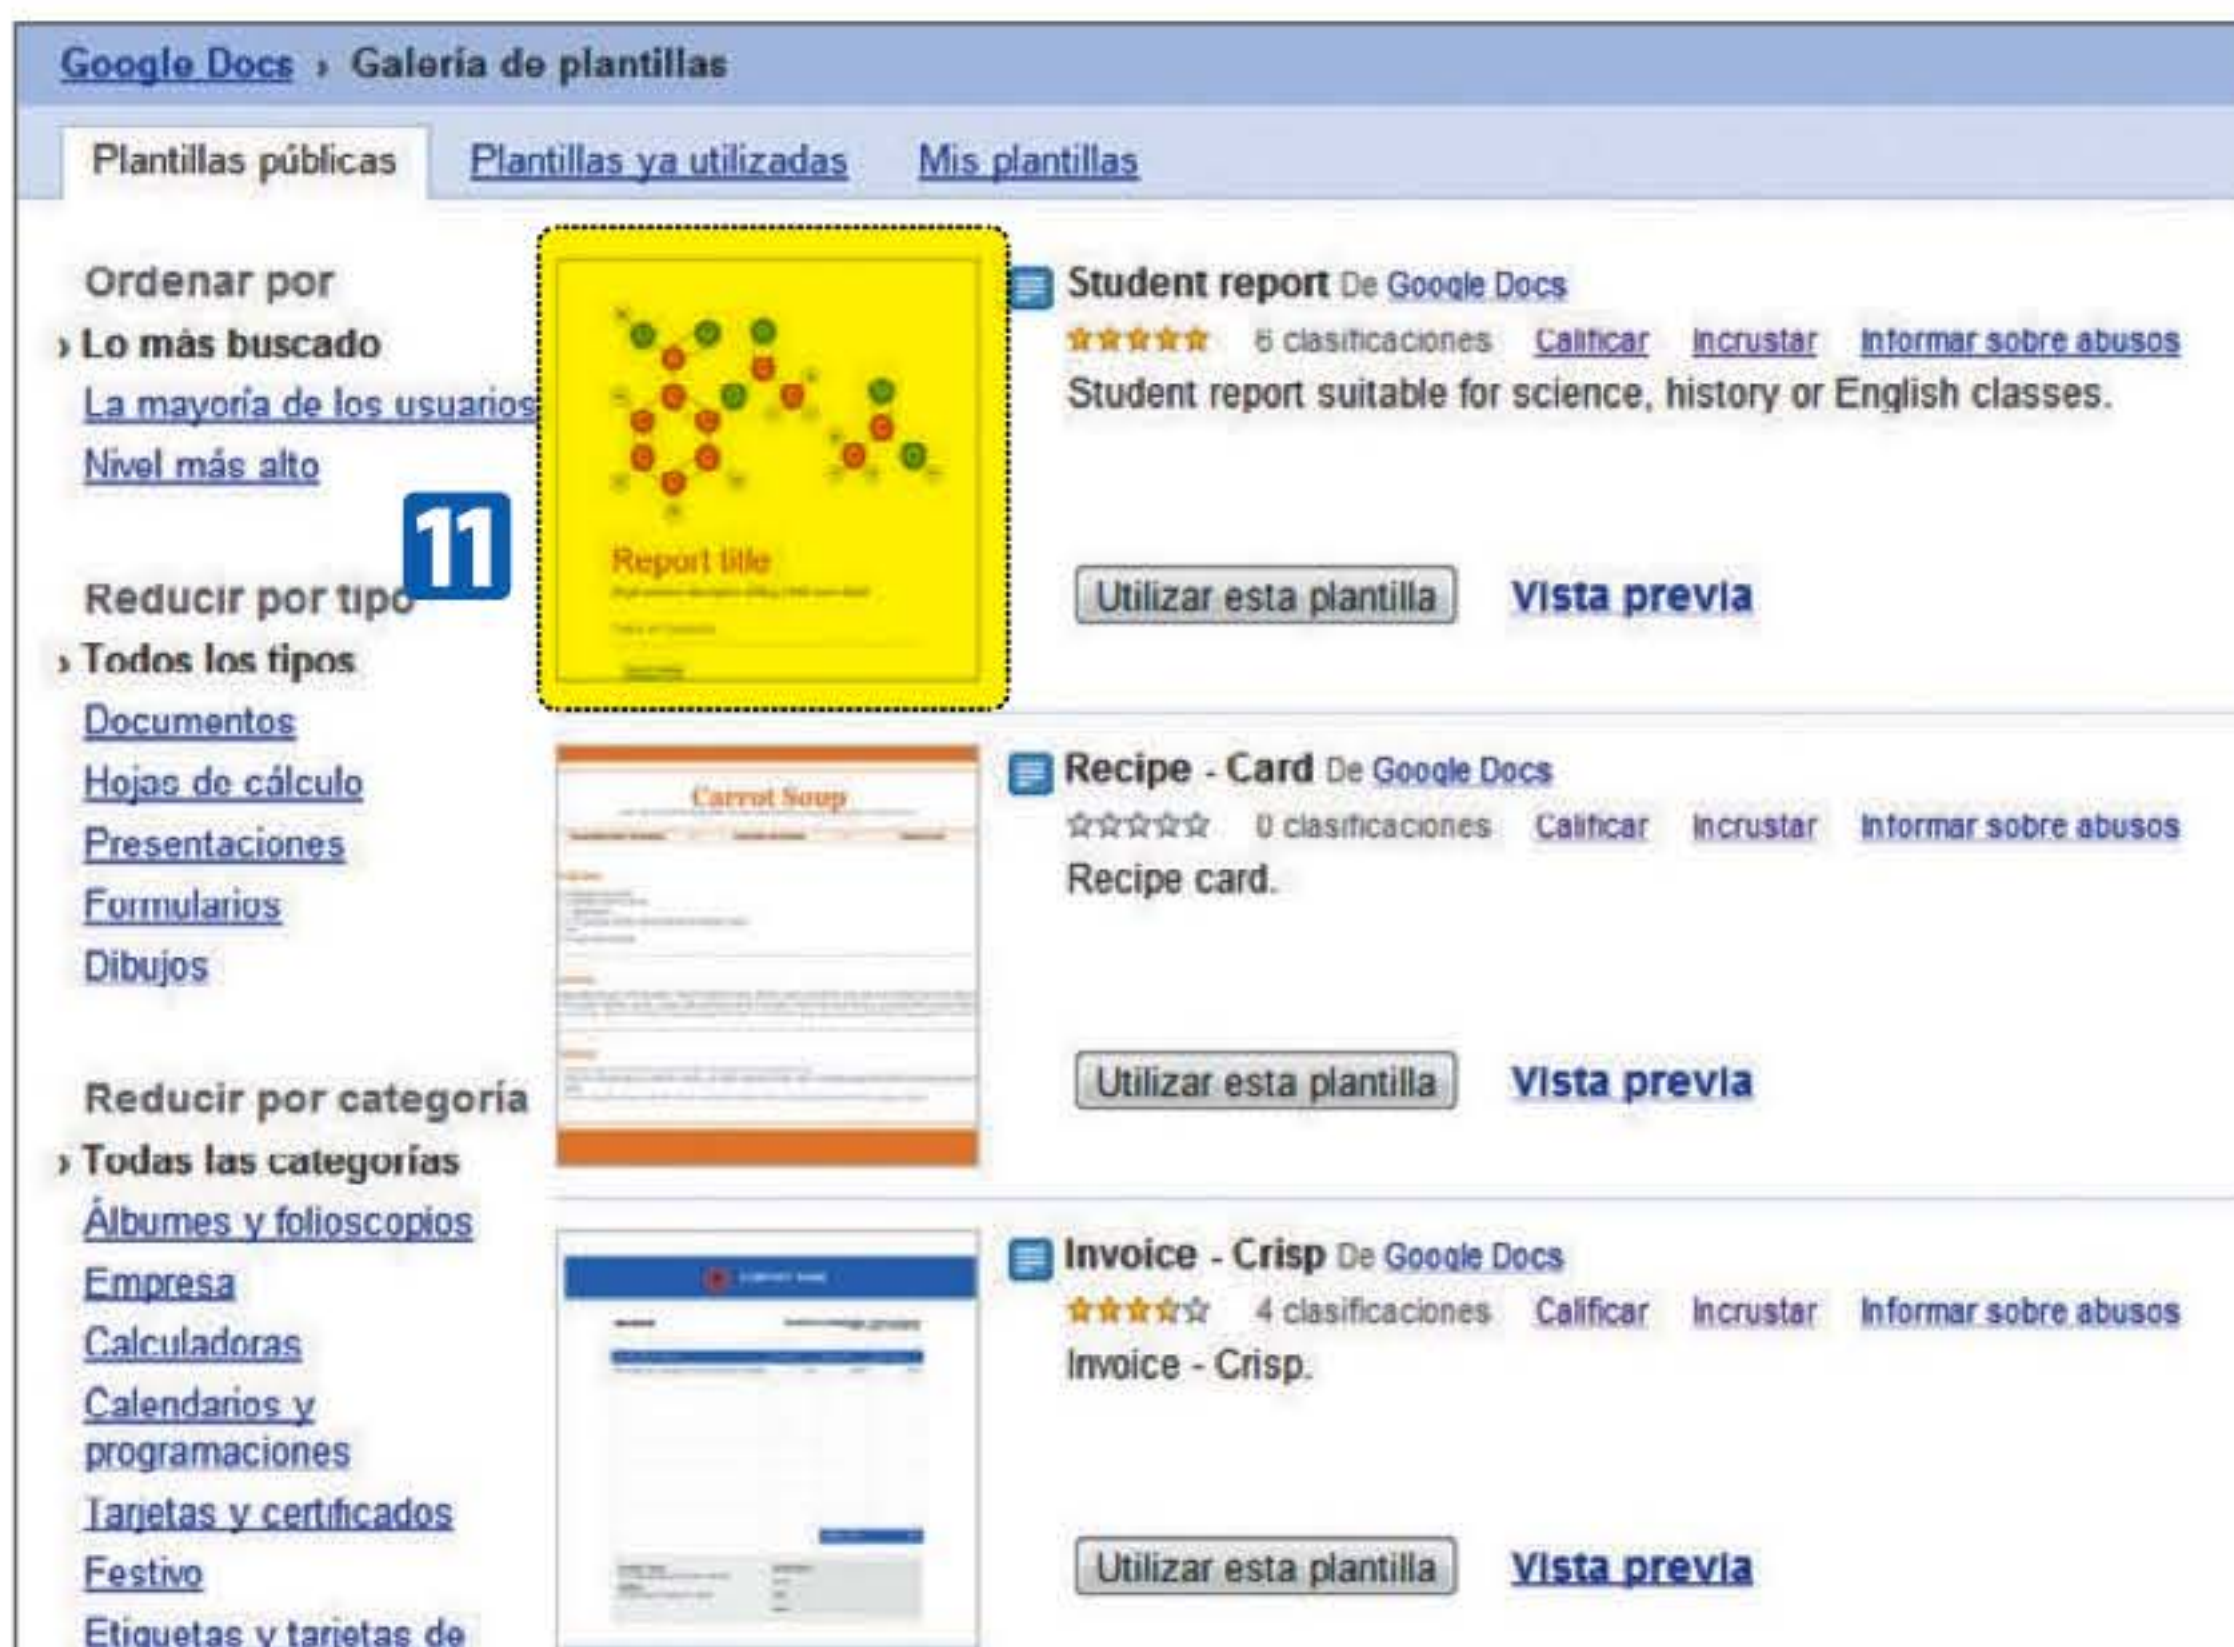 Google Docs › Galería de plantillas
Plantillas públicas Plantillas ya utilizadas Mis plantillas
Ordenar por
› Lo más buscado
La mayoría de los usuarios
Nivel más alto
11
Reducir por tipo
› Todos los tipos
Documentos
Hojas de cálculo
Presentaciones
Formularios
Dibujos
Reducir por categoría
› Todas las categorías
Álbumes y folioscopios
Empresa
Calculadoras
Calendarios y
programaciones
Tarjetas y certificados
Festivo
Etiquetas y tarjetas de
Report title
Student report De Google Docs
6 clasificaciones Calificar Incrustar Informar sobre abusos
Student report suitable for science, history or English classes.
Utilizar esta plantilla Vista previa
Carrot Soup
Recipe - Card De Google Docs
0 clasificaciones Calificar Incrustar Informar sobre abusos
Recipe card.
Utilizar esta plantilla Vista previa
Invoice - Crisp De Google Docs
4 clasificaciones Calificar Incrustar Informar sobre abusos
Invoice - Crisp.
Utilizar esta plantilla Vista previa